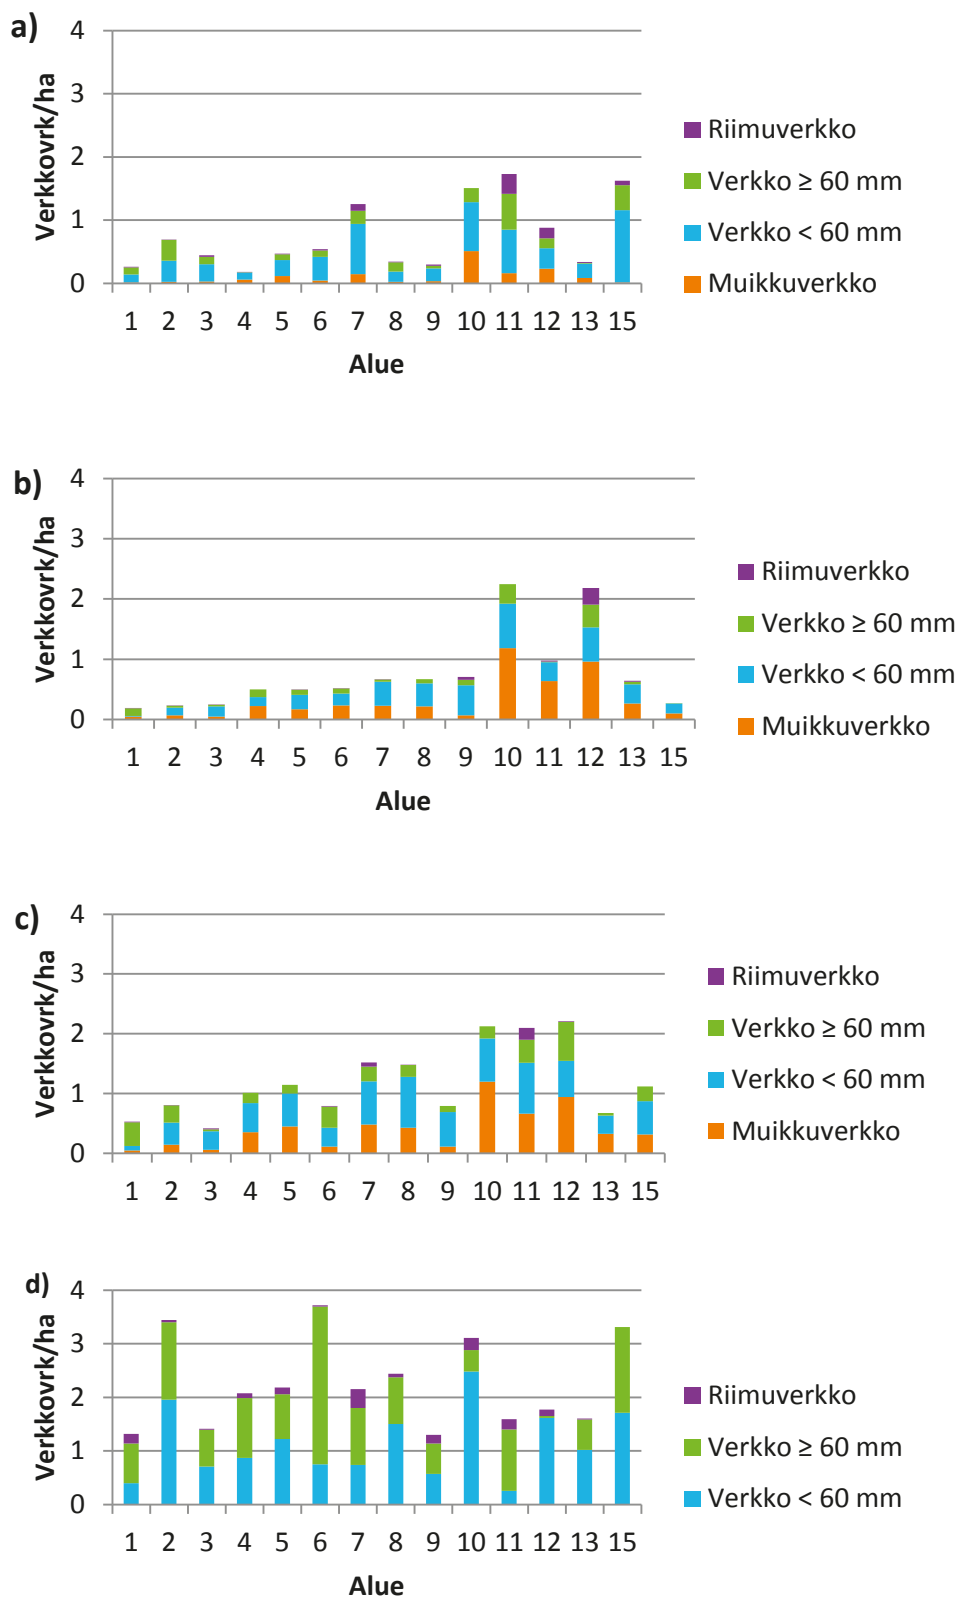 a)
Verkkovrk/ha
4
3
2
1
0
1 2 3 4 5 6 7 8 9 10 11 12 13 15
Alue
Riimuverkko
Verkko ≥ 60 mm
Verkko < 60 mm
Muikkuverkko
b)
Verkkovrk/ha
4
3
2
1
0
1 2 3 4 5 6 7 8 9 10 11 12 13 15
Alue
Riimuverkko
Verkko ≥ 60 mm
Verkko < 60 mm
Muikkuverkko
c)
Verkkovrk/ha
4
3
2
1
0
1 2 3 4 5 6 7 8 9 10 11 12 13 15
Riimuverkko
Verkko ≥ 60 mm
Verkko < 60 mm
Muikkuverkko
d)
Verkkovrk/ha
4
3
2
1
0
1 2 3 4 5 6 7 8 9 10 11 12 13 15
Alue
Riimuverkko
Verkko ≥ 60 mm
Verkko < 60 mm